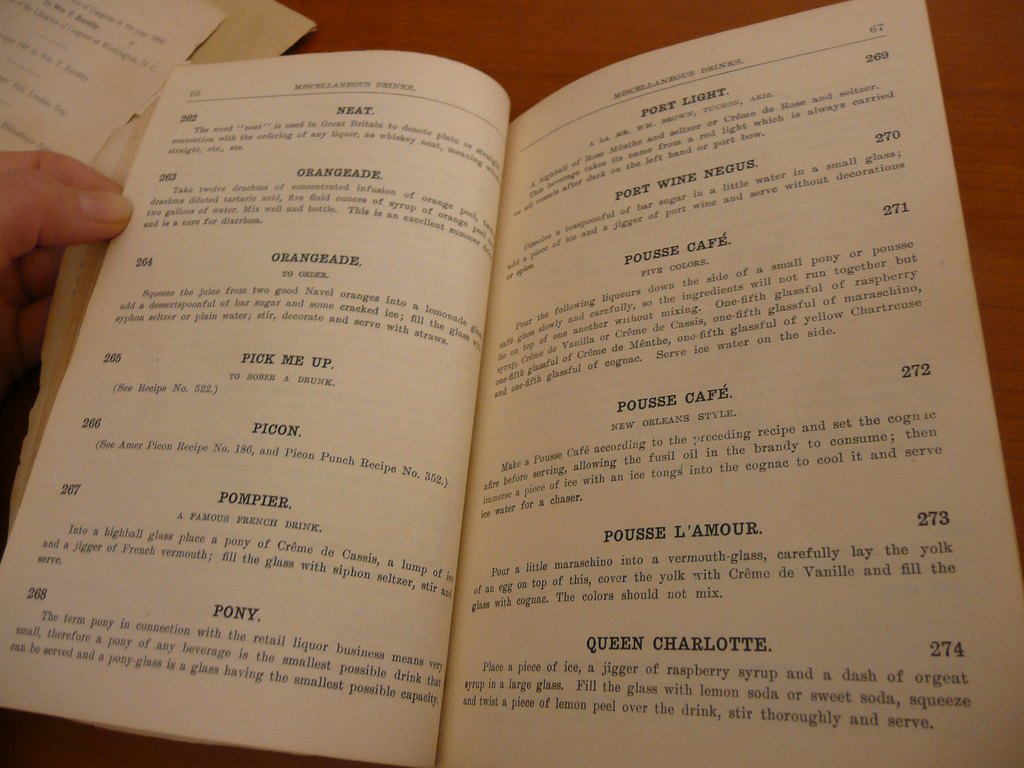 of Congress in the year
By Wm. T. Boothby
of the Librarian of Congress at Washington, D. C.
by Wm. T. Boothby
Hall, London, Eng.
66
MISCELLANEOUS DRINKS.
262
NEAT.
The word "neat" is used in Great Britain to denote plain or straight
connection with the ordering of any liquor, as whiskey neat, meaning
straight, etc., etc.
263
ORANGEADE.
Take twelve drachms of concentrated infusion of orange peel,
drachms diluted tartaric acid, five fluid ounces of syrup of orange peel and
two gallons of water. Mix well and bottle. This is an excellent summer
and is a cure for diarrhœa.
264
ORANGEADE.
TO ORDER.
Squeeze the juice from two good Navel oranges into a lemonade glass
add a dessertspoonful of bar sugar and some cracked ice; fill the glass with
syphon seltzer or plain water; stir, decorate and serve with straws.
265
PICK ME UP.
TO SOBER A DRUNK.
(See Recipe No. 522.)
266
PICON.
(See Amer Picon Recipe No. 186, and Picon Punch Recipe No. 352.)
267
POMPIER.
A FAMOUS FRENCH DRINK.
Into a highball glass place a pony of Crême de Cassis, a lump of ice
and a jigger of French vermouth; fill the glass with siphon seltzer, stir and
serve.
268
PONY.
The term pony in connection with the retail liquor business means very
small, therefore a pony of any beverage is the smallest possible drink that
can be served and a pony-glass is a glass having the smallest possible capacity.
67
MISCELLANEOUS DRINKS.
269
PORT LIGHT.
A LA MR. WM. BROWN, TUCSON, ARIZ.
A highball of Rose Mênthe and seltzer or Crême de Rose and seltzer.
This beverage takes its name from a red light which is always carried
on all vessels after dark on the left hand or port bow.
270
PORT WINE NEGUS.
Dissolve a teaspoonful of bar sugar in a little water in a small glass;
add a piece of ice and a jigger of port wine and serve without decorations
or spice.
271
POUSSE CAFÉ.
FIVE COLORS.
Pour the following liqueurs down the side of a small pony or pousse
café glass slowly and carefully, so the ingredients will not run together but
lie on top of one another without mixing. One-fifth glassful of raspberry
syrup, Crême de Vanilla or Crême de Cassis, one-fifth glassful of maraschino,
one-fifth glassful of Crême de Mênthe, one-fifth glassful of yellow Chartreuse
and one-fifth glassful of cognac. Serve ice water on the side.
272
POUSSE CAFÉ.
NEW ORLEANS STYLE.
Make a Pousse Café according to the preceding recipe and set the cognac
afire before serving, allowing the fusil oil in the brandy to consume; then
immerse a piece of ice with an ice tongs into the cognac to cool it and serve
ice water for a chaser.
273
POUSSE L'AMOUR.
Pour a little maraschino into a vermouth-glass, carefully lay the yolk
of an egg on top of this, cover the yolk with Crême de Vanille and fill the
glass with cognac. The colors should not mix.
274
QUEEN CHARLOTTE.
Place a piece of ice, a jigger of raspberry syrup and a dash of orgeat
syrup in a large glass. Fill the glass with lemon soda or sweet soda, squeeze
and twist a piece of lemon peel over the drink, stir thoroughly and serve.